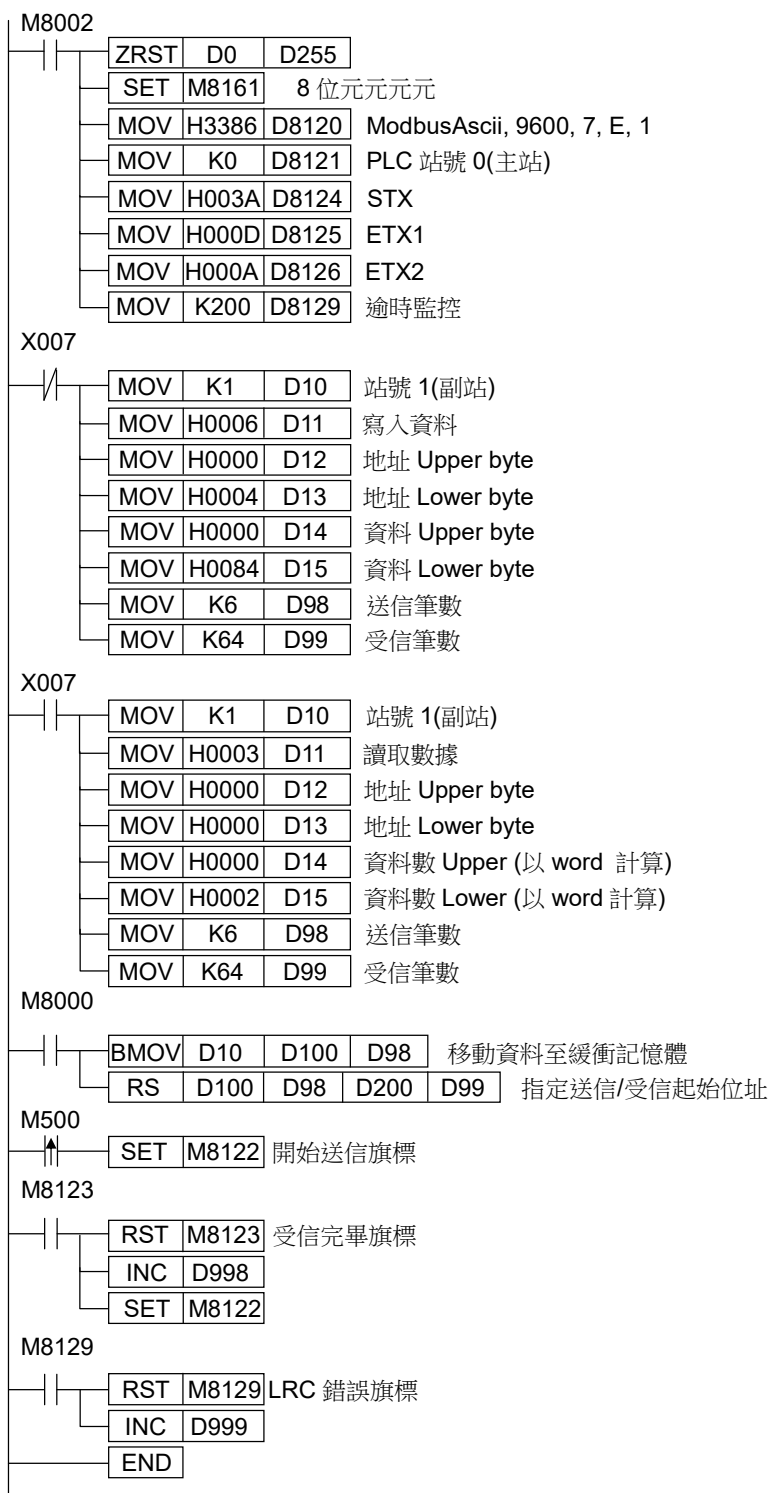 M8002
ZRST D0 D255
SET M8161 8 位元元元元
MOV H3386 D8120 ModbusAscii, 9600, 7, E, 1
MOV K0 D8121 PLC 站號 0(主站)
MOV H003A D8124 STX
MOV H000D D8125 ETX1
MOV H000A D8126 ETX2
MOV K200 D8129 逾時監控
X007
MOV K1 D10 站號 1(副站)
MOV H0006 D11 寫入資料
MOV H0000 D12 地址 Upper byte
MOV H0004 D13 地址 Lower byte
MOV H0000 D14 資料 Upper byte
MOV H0084 D15 資料 Lower byte
MOV K6 D98 送信筆數
MOV K64 D99 受信筆數
X007
MOV K1 D10 站號 1(副站)
MOV H0003 D11 讀取數據
MOV H0000 D12 地址 Upper byte
MOV H0000 D13 地址 Lower byte
MOV H0000 D14 資料數 Upper (以 word 計算)
MOV H0002 D15 資料數 Lower (以 word 計算)
MOV K6 D98 送信筆數
MOV K64 D99 受信筆數
M8000
BMOV D10 D100 D98 移動資料至緩衝記憶體
RS D100 D98 D200 D99 指定送信/受信起始位址
M500
SET M8122 開始送信旗標
M8123
RST M8123 受信完畢旗標
INC D998
SET M8122
M8129
RST M8129 LRC 錯誤旗標
INC D999
END